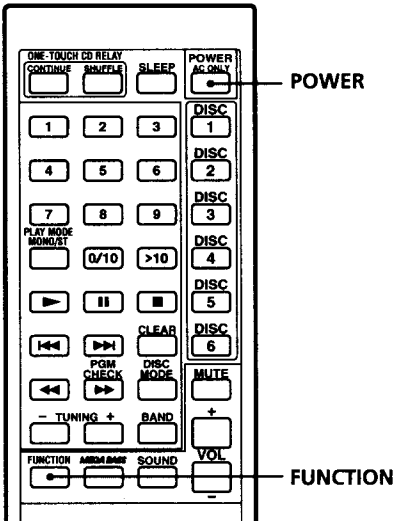 ONE-TOUCH CD RELAY
CONTINUE SHUFFLE SLEEP
POWER
AC ONLY
POWER
DISC
1 2 3 1
DISC
4 5 6 2
DISC
7 8 9 3
PLAY MODE
MONO/ST
DISC
0/10 >10 4
DISC
5
CLEAR
DISC
6
PGM
CHECK
DISC
MODE
MUTE
- TUNING + BAND
+
VOL
-
FUNCTION MEGA BASS SOUND
FUNCTION